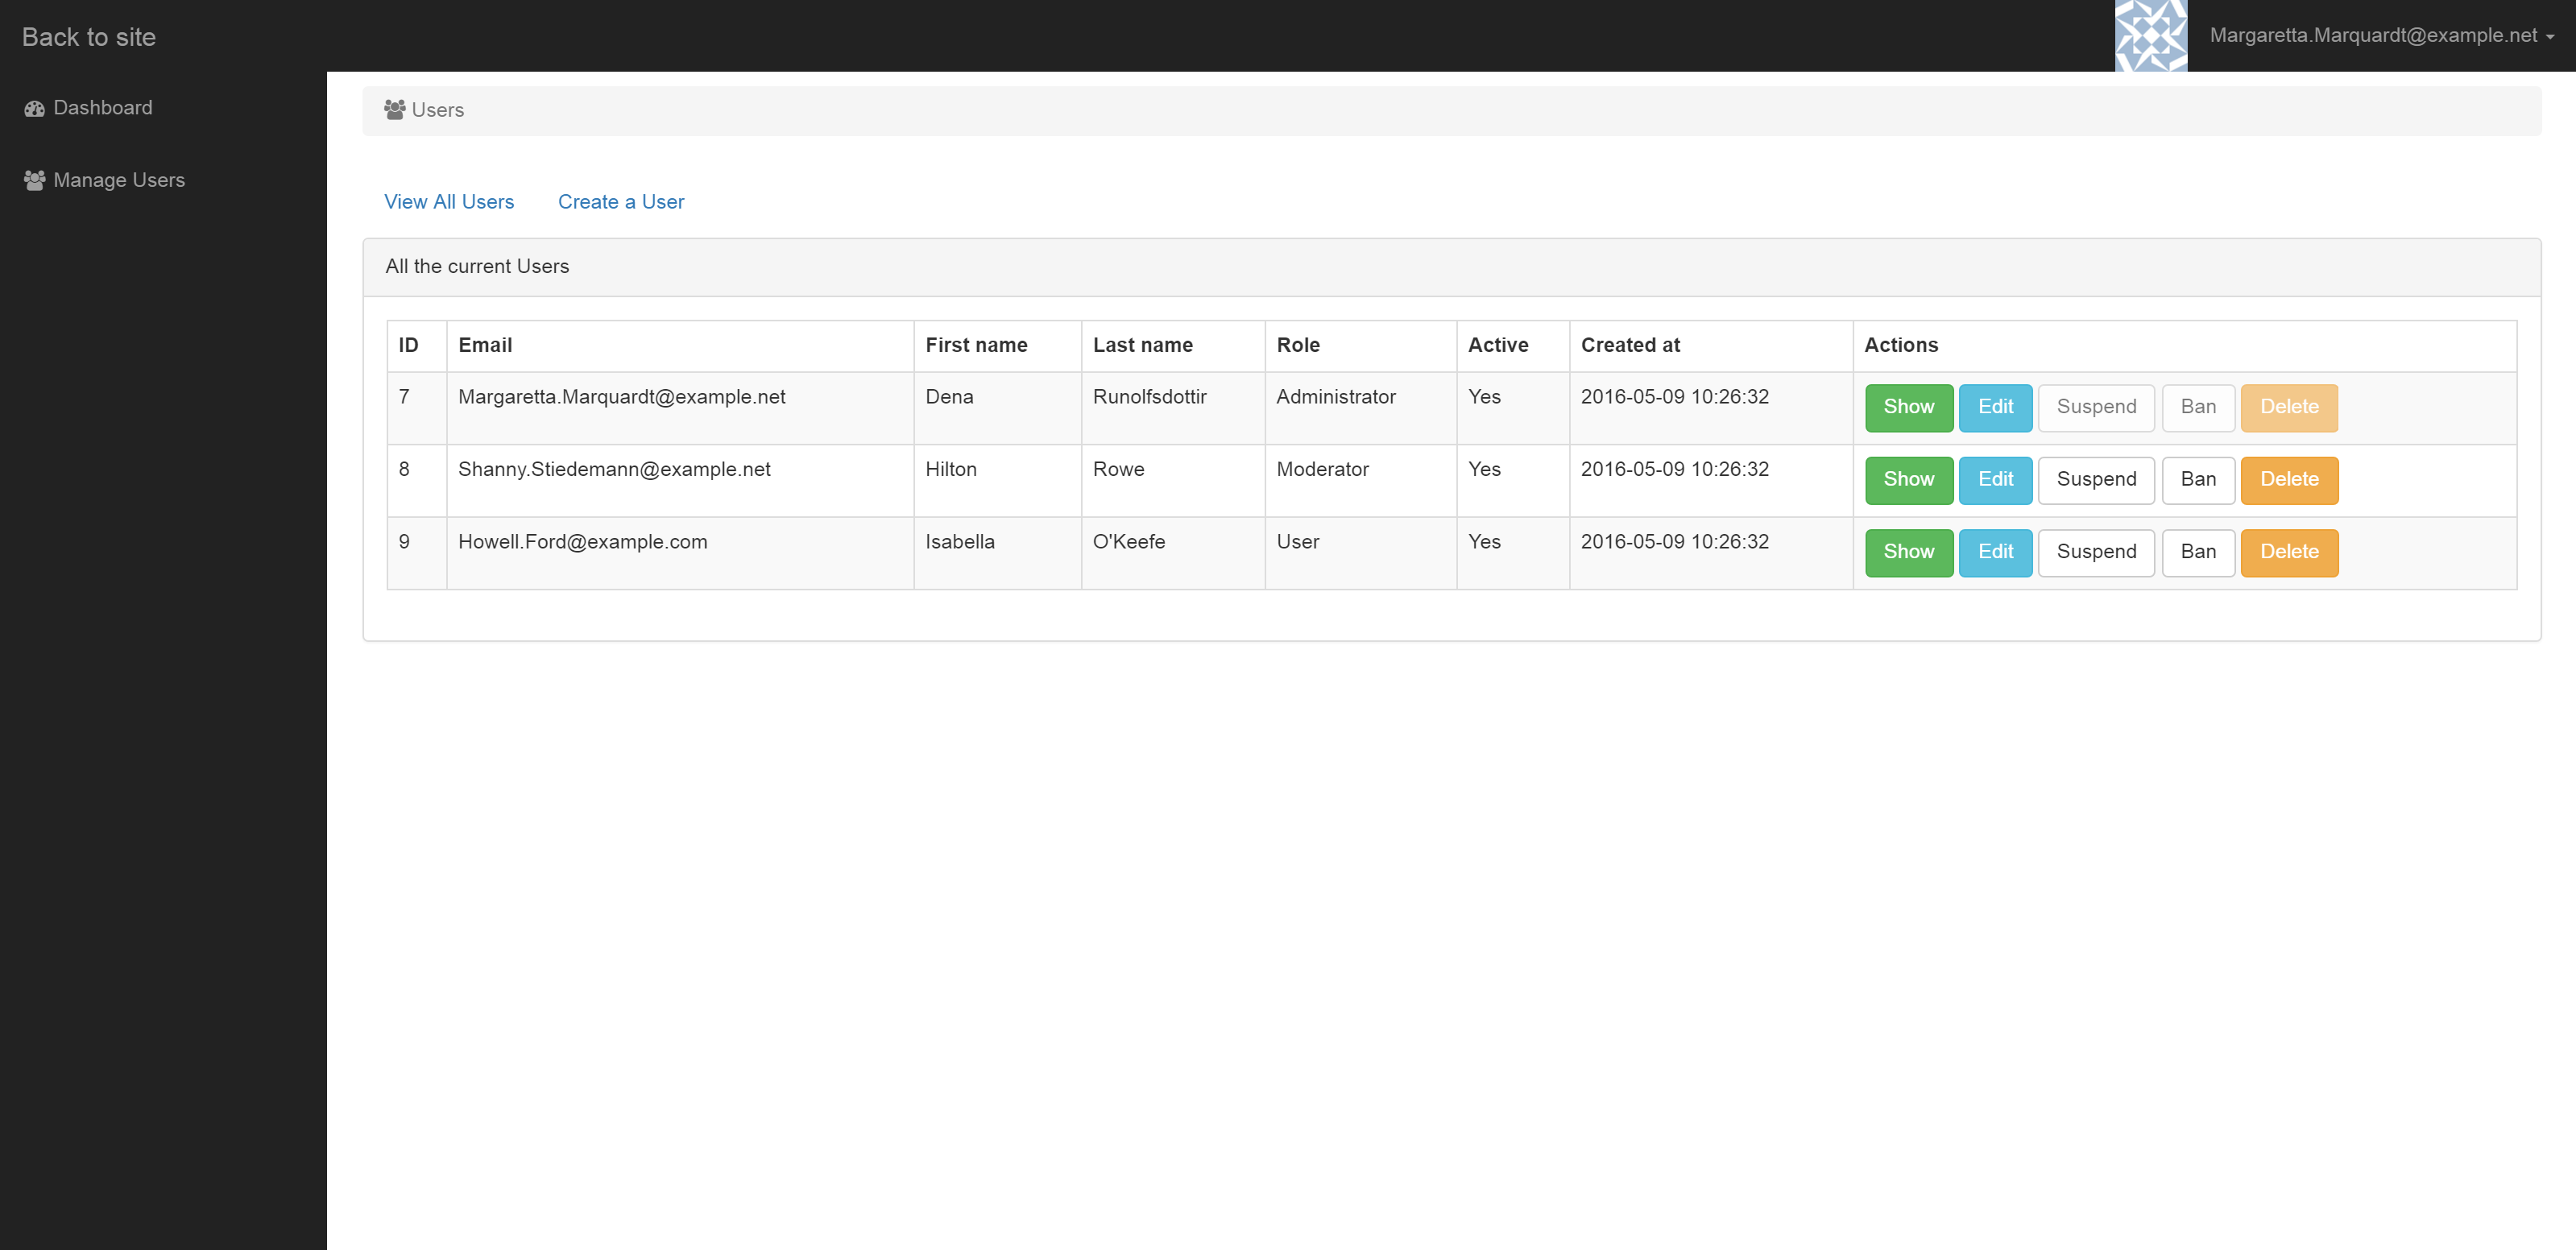 Back to site
Margaretta.Marquardt@example.net
Dashboard
Manage Users
Users
View All Users Create a User
All the current Users
ID Email First name Last name Role Active Created at Actions
7 Margaretta.Marquardt@example.net Dena Runolfsdottir Administrator Yes 2016-05-09 10:26:32 Show Edit Suspend Ban Delete
8 Shanny.Stiedemann@example.net Hilton Rowe Moderator Yes 2016-05-09 10:26:32 Show Edit Suspend Ban Delete
9 Howell.Ford@example.com Isabella O'Keefe User Yes 2016-05-09 10:26:32 Show Edit Suspend Ban Delete